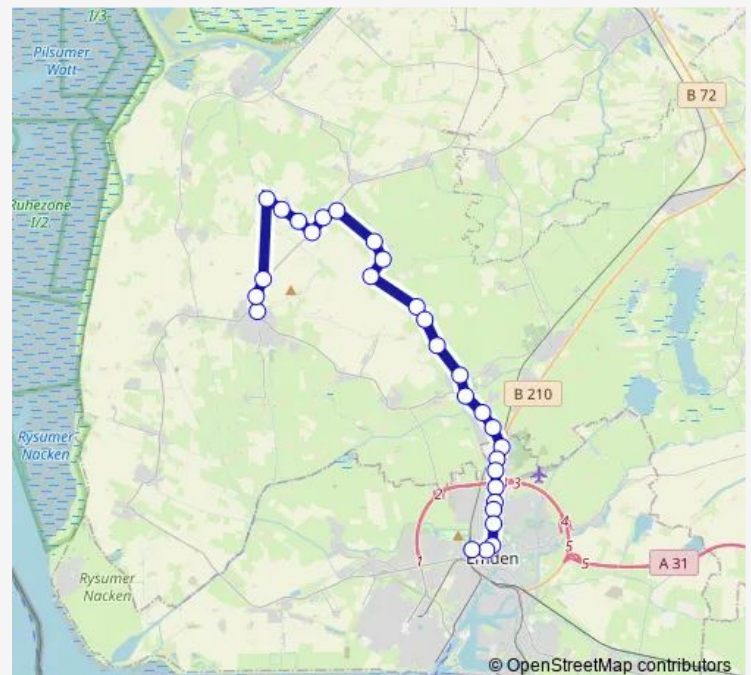 I/3
Pilsumer
Watt
B 72
Ruhezone
I/2
B 210
Rysumer
Nacken
2
3
4
5
5
1
Emden
A 31
Rysumer
Nacken
© OpenStreetMap contributors